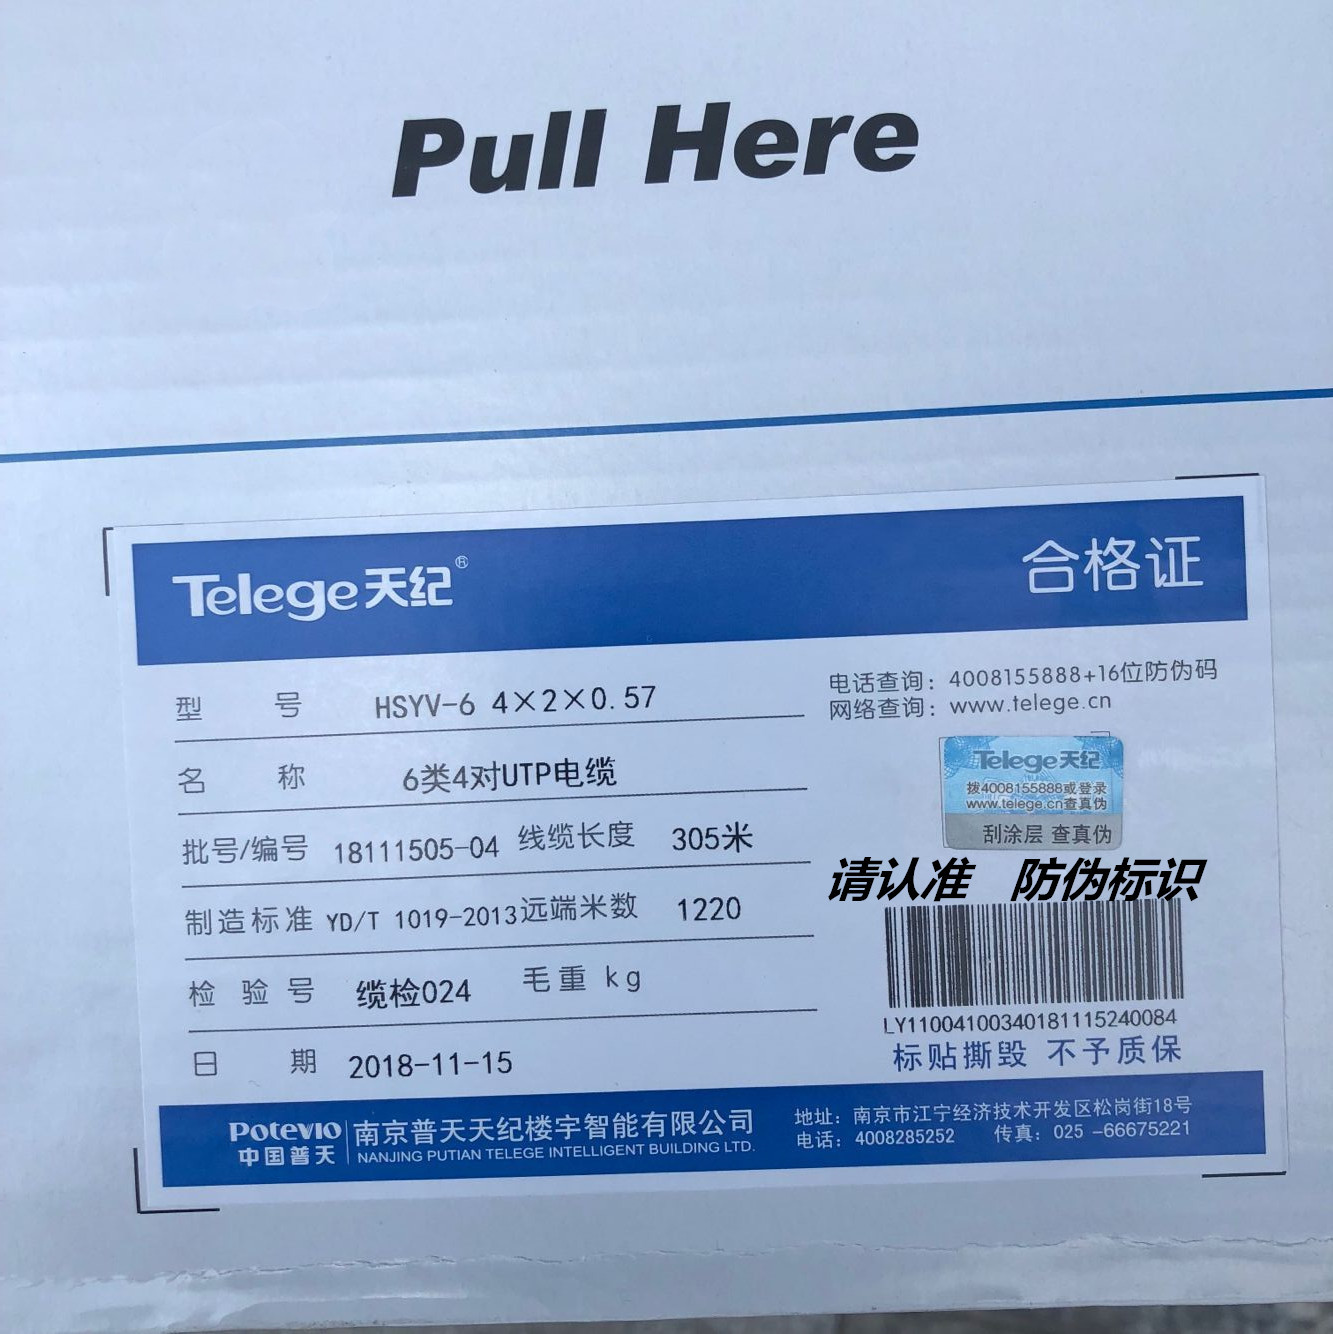 Pull Here
Telege天纪®
合格证
型 号 HSYV-6 4×2×0.57
名 称 6类4对UTP电缆
批号/编号 18111505-04 线缆长度 305米
制造标准 YD/T 1019-2013 远端米数 1220
检 验 号 缆检024 毛重 kg
日 期 2018-11-15
电话查询：4008155888+16位防伪码
网络查询：www.telege.cn
Telege天纪
拨4008155888或登录
www.telege.cn查真伪
刮涂层 查真伪
请认准 防伪标识
LY11004100340181115240084
标贴撕毁 不予质保
Potevio
中国普天
南京普天天纪楼宇智能有限公司
NANJING PUTIAN TELEGE INTELLIGENT BUILDING LTD.
地址：南京市江宁经济技术开发区松岗街18号
电话：4008285252 传真：025 -66675221